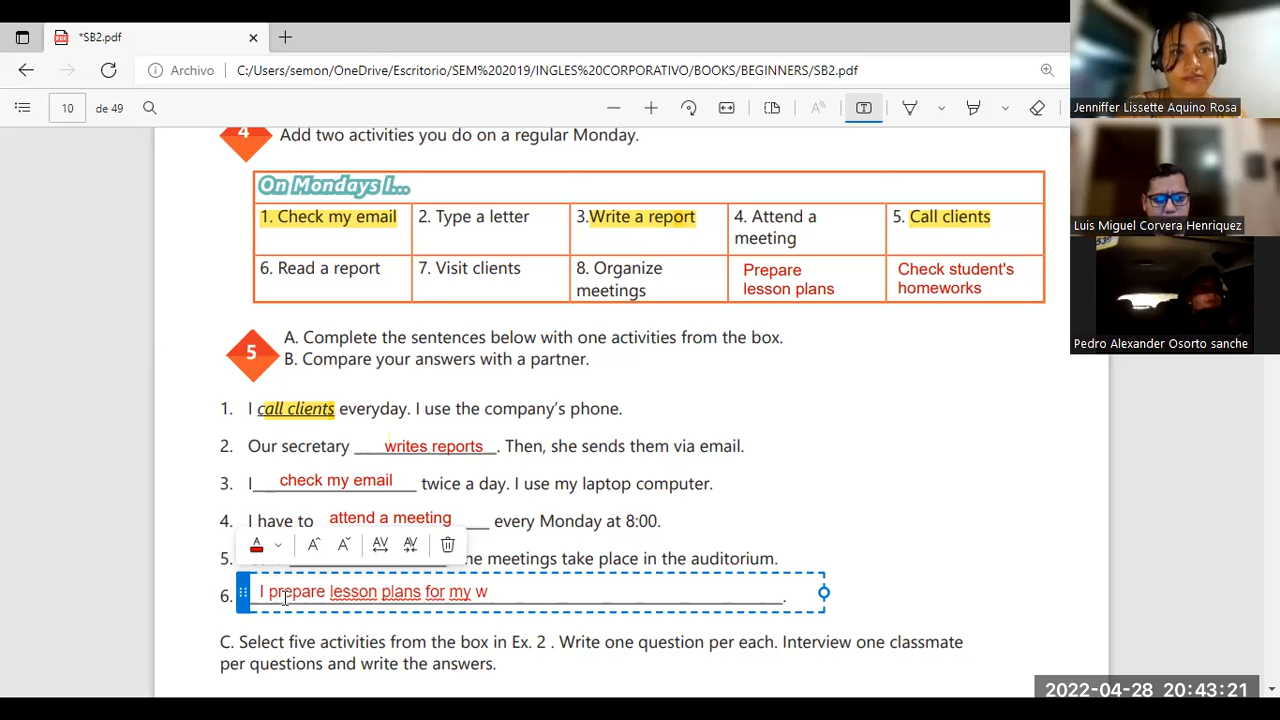 *SB2.pdf
Archivo C:/Users/semon/OneDrive/Escritorio/SEM%202019/INGLES%20CORPORATIVO/BOOKS/BEGINNERS/SB2.pdf
10 de 49
4 Add two activities you do on a regular Monday.
On Mondays I...
1. Check my email 2. Type a letter 3.Write a report 4. Attend a meeting 5. Call clients
6. Read a report 7. Visit clients 8. Organize meetings Prepare lesson plans Check student's homeworks
5 A. Complete the sentences below with one activities from the box.
B. Compare your answers with a partner.
1. I call clients everyday. I use the company's phone.
2. Our secretary writes reports. Then, she sends them via email.
3. I check my email twice a day. I use my laptop computer.
4. I have to attend a meeting every Monday at 8:00.
5. meetings take place in the auditorium.
6. I prepare lesson plans for my w.
C. Select five activities from the box in Ex. 2 . Write one question per each. Interview one classmate
per questions and write the answers.
Jenniffer Lissette Aquino Rosa
Luis Miguel Corvera Henriquez
Pedro Alexander Osorto sanche
2022-04-28 20:43:21